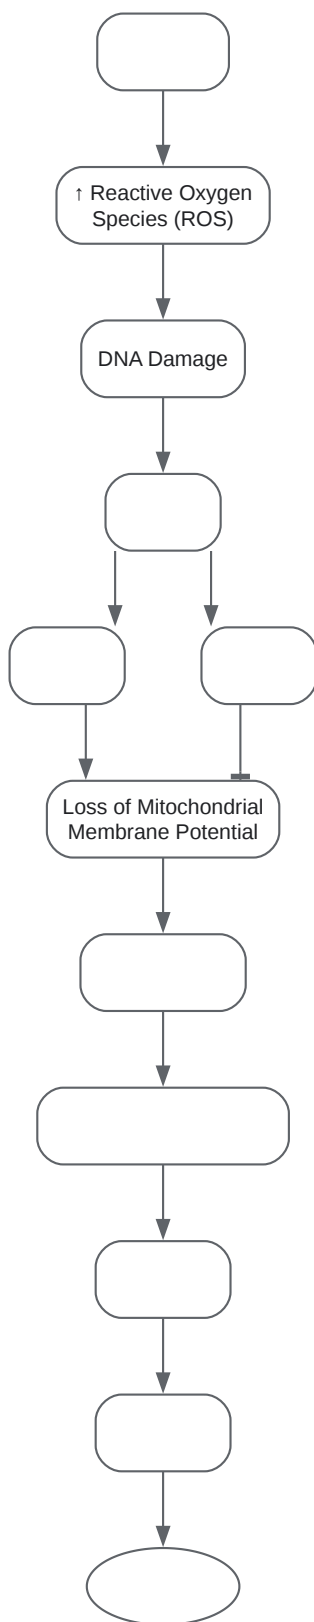 ↑ Reactive Oxygen
Species (ROS)
DNA Damage
Loss of Mitochondrial
Membrane Potential